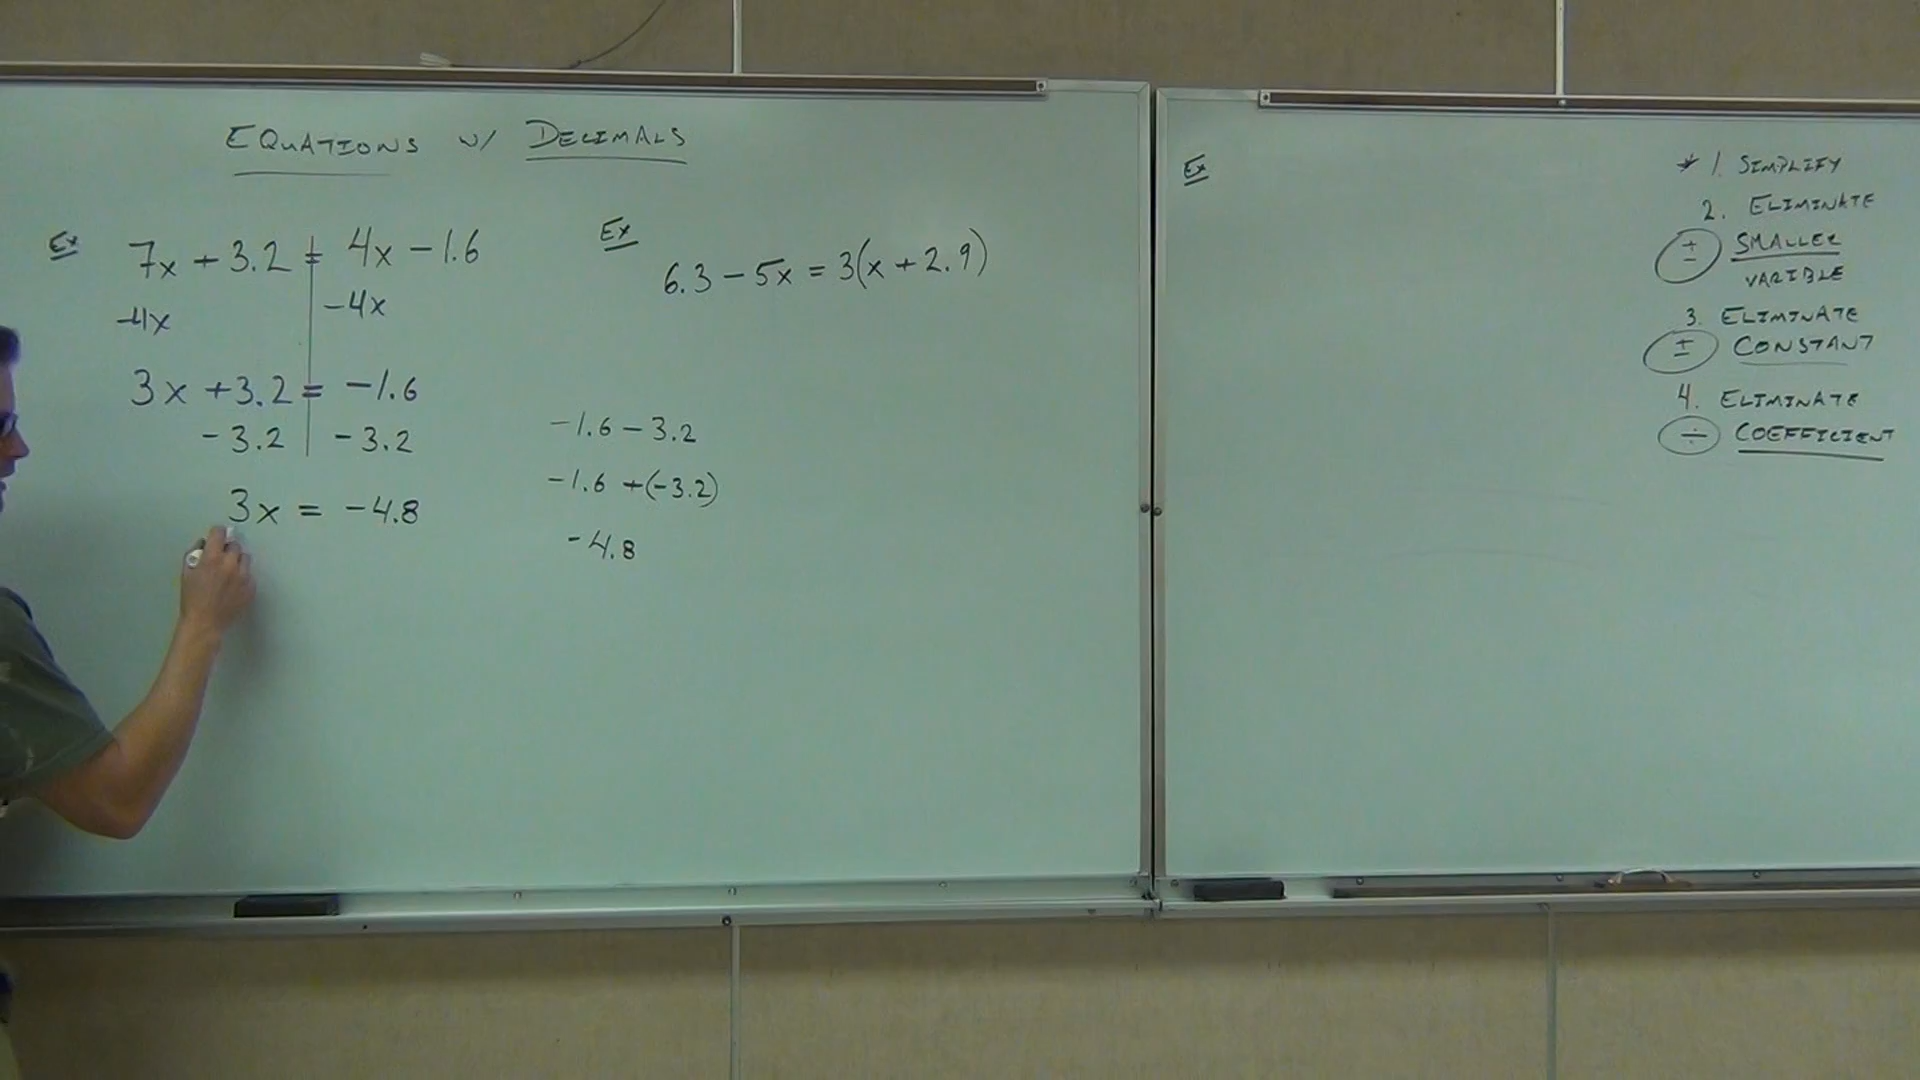 EQUATIONS W/ DECIMALS
Ex
7x + 3.2 = 4x - 1.6
-4x -4x
3x + 3.2 = -1.6
- 3.2 - 3.2
3x = -4.8
Ex
6.3 - 5x = 3(x + 2.9)
-1.6 - 3.2
-1.6 + (-3.2)
-4.8
Ex
* 1. SIMPLIFY
2. ELIMINATE
± SMALLER
VARIBLE
3. ELIMINATE
± CONSTANT
4. ELIMINATE
÷ COEFFICIENT